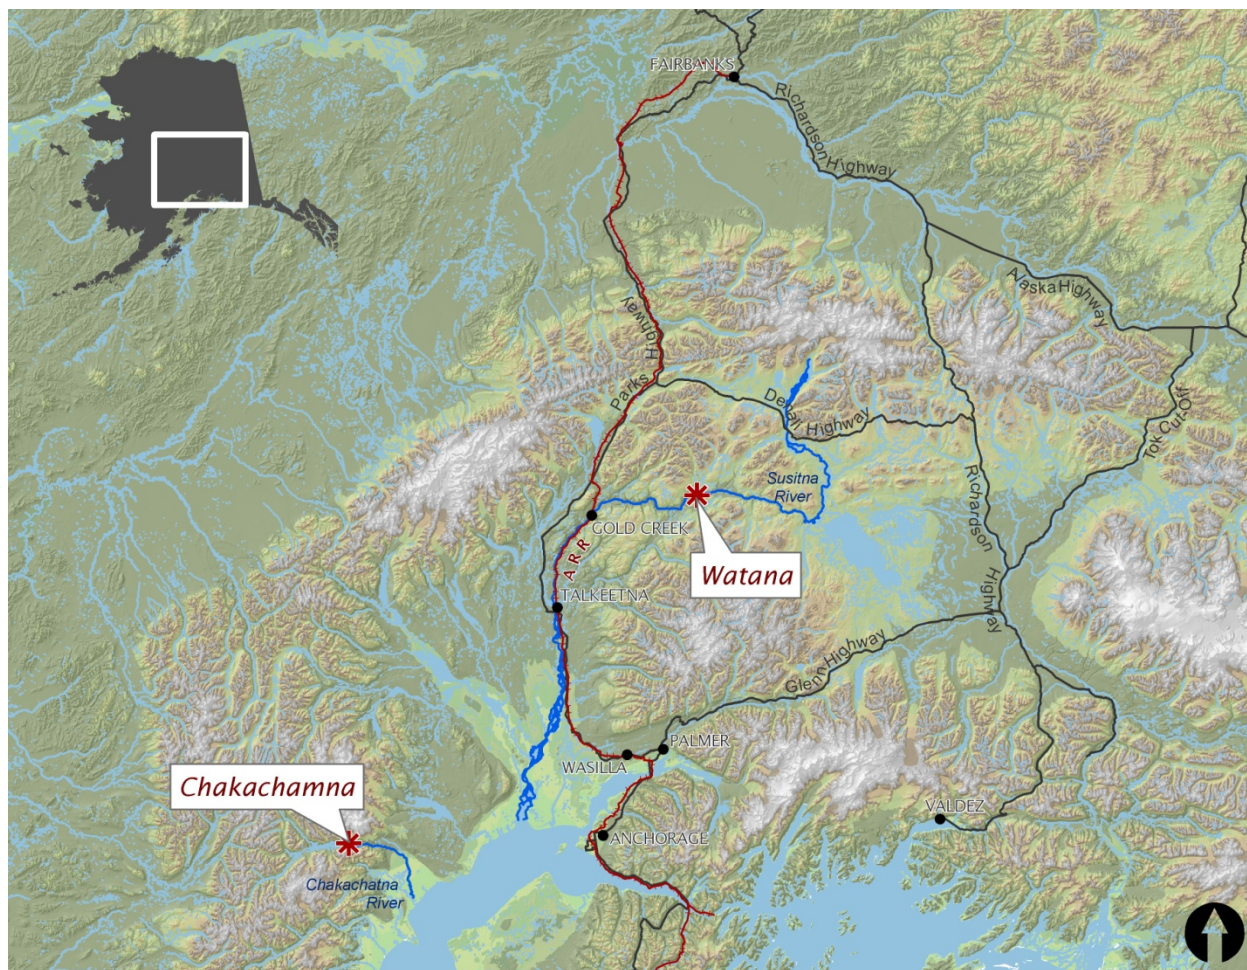 FAIRBANKS
Richardson Highway
Alaska Highway
Parks Highway
Denali Highway
Tok Cut-Off
Susitna
River
GOLD CREEK
Watana
Richardson Highway
ARR
TALKEETNA
Glenn Highway
PALMER
WASILLA
Chakachamna
VALDEZ
ANCHORAGE
Chakachatna
River